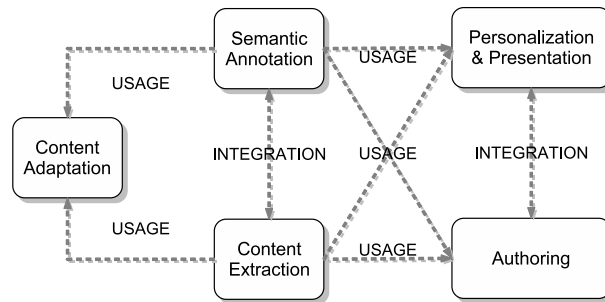 Semantic
Annotation
Personalization
& Presentation
USAGE
USAGE
Content
Adaptation
INTEGRATION
USAGE
INTEGRATION
USAGE
Content
Extraction
USAGE
Authoring